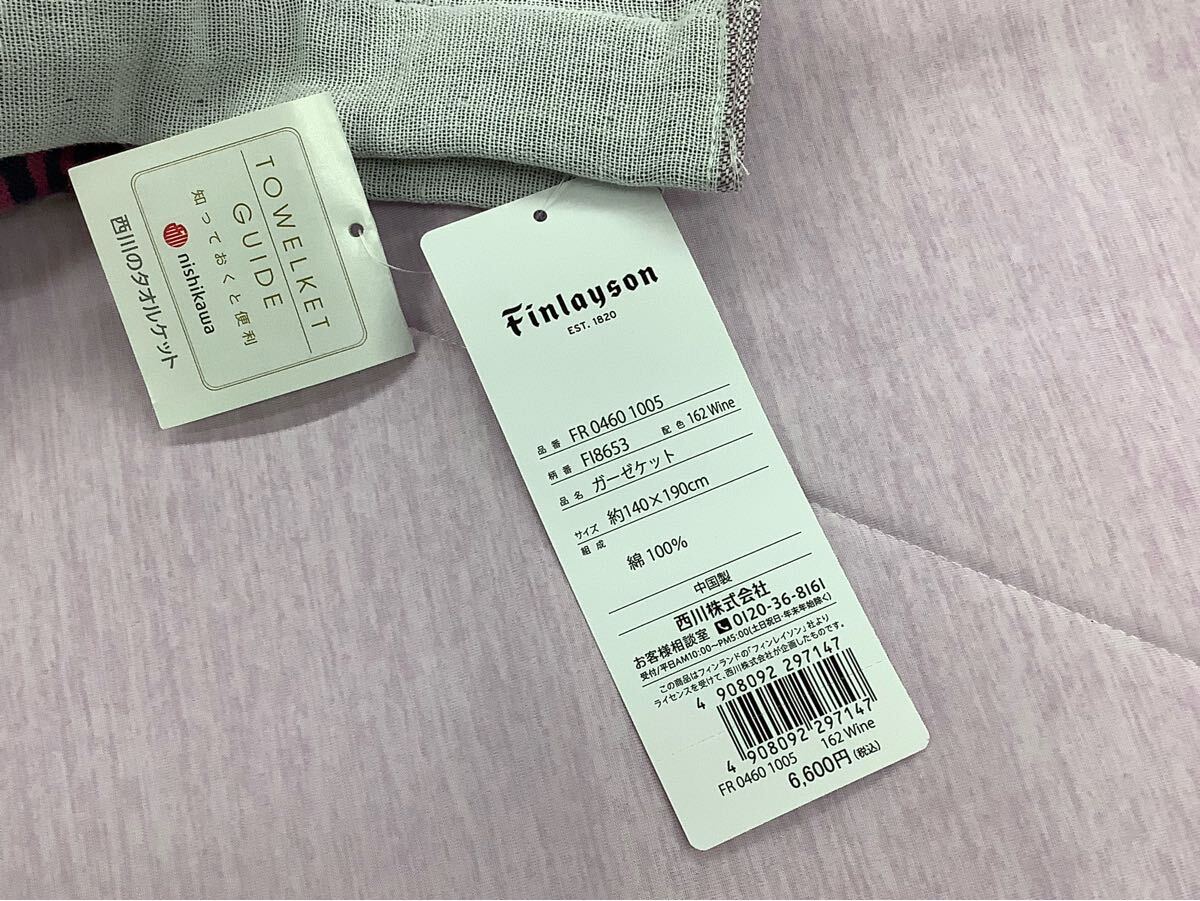 TOWELKET
GUIDE
知っておくと便利
nishikawa
西川のタオルケット
Finlayson
EST. 1820
品番 FR 0460 1005
柄番 FI8653 配色 162 Wine
品名 ガーゼケット
サイズ 約140×190cm
組成
綿 100%
中国製
西川株式会社
お客様相談室 0120-36-8161
受付/平日AM10:00〜PM5:00(土日祝日・年末年始除く)
この商品はフィンランドの「フィンレイソン」社より
ライセンスを受けて、西川株式会社が企画したものです。
4 908092 297147
4 908092 297147
FR 0460 1005 162 Wine
6,600円(税込)